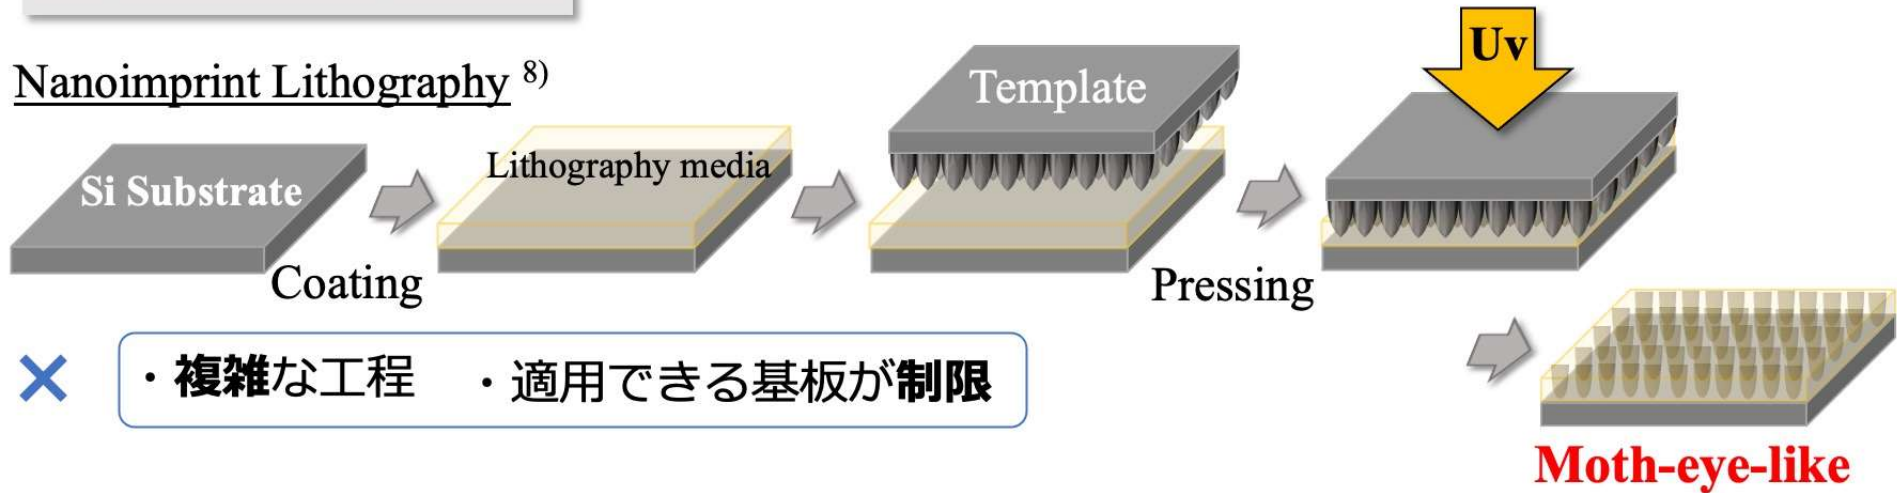 Nanoimprint Lithography 8)
Uv
Template
Si Substrate
Lithography media
Coating
Pressing
× ・複雑な工程 ・適用できる基板が制限
Moth-eye-like